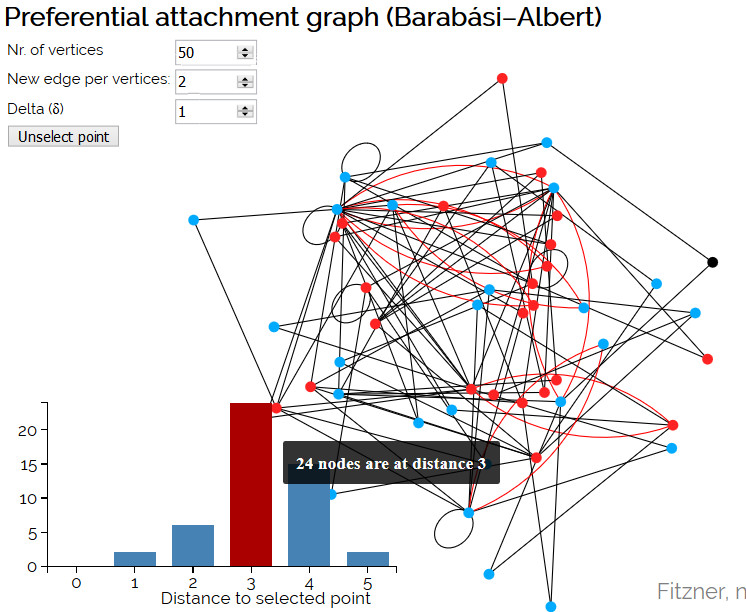 Preferential attachment graph (Barabási–Albert)
Nr. of vertices 50
New edge per vertices: 2
Delta (δ) 1
Unselect point
20
15
10
5
0
24 nodes are at distance 3
0 1 2 3 4 5
Distance to selected point
Fitzner, n